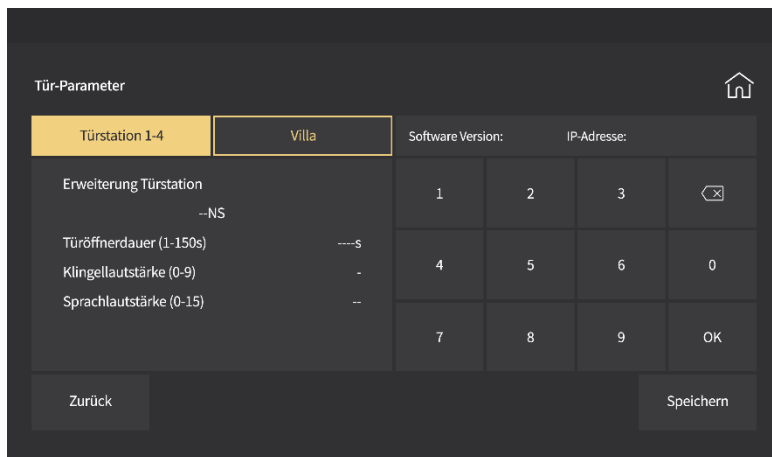 Tür-Parameter
Türstation 1-4
Villa
Software Version: IP-Adresse:
Erweiterung Türstation
--NS
Türöffnerdauer (1-150s) ----s
Klingellautstärke (0-9) -
Sprachlautstärke (0-15) --
1 2 3
4 5 6 0
7 8 9 OK
Zurück
Speichern